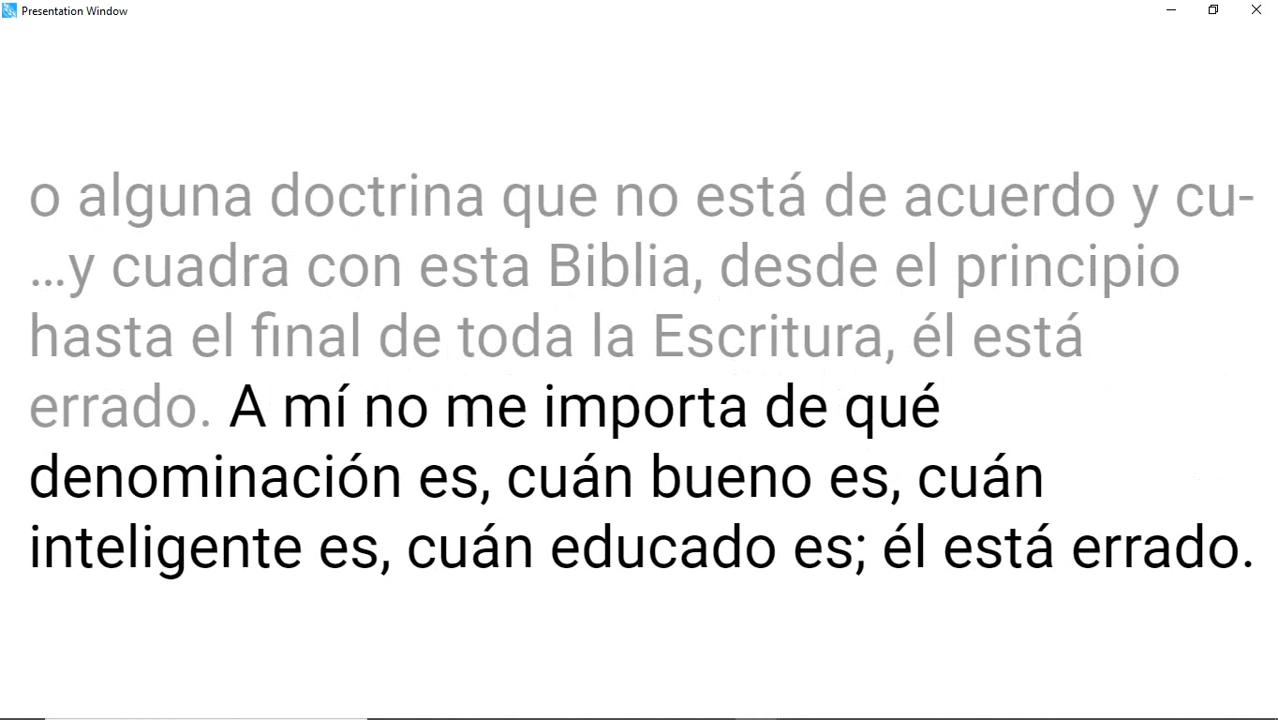 Presentation Window
o alguna doctrina que no está de acuerdo y cu-
…y cuadra con esta Biblia, desde el principio
hasta el final de toda la Escritura, él está
errado. A mí no me importa de qué
denominación es, cuán bueno es, cuán
inteligente es, cuán educado es; él está errado.